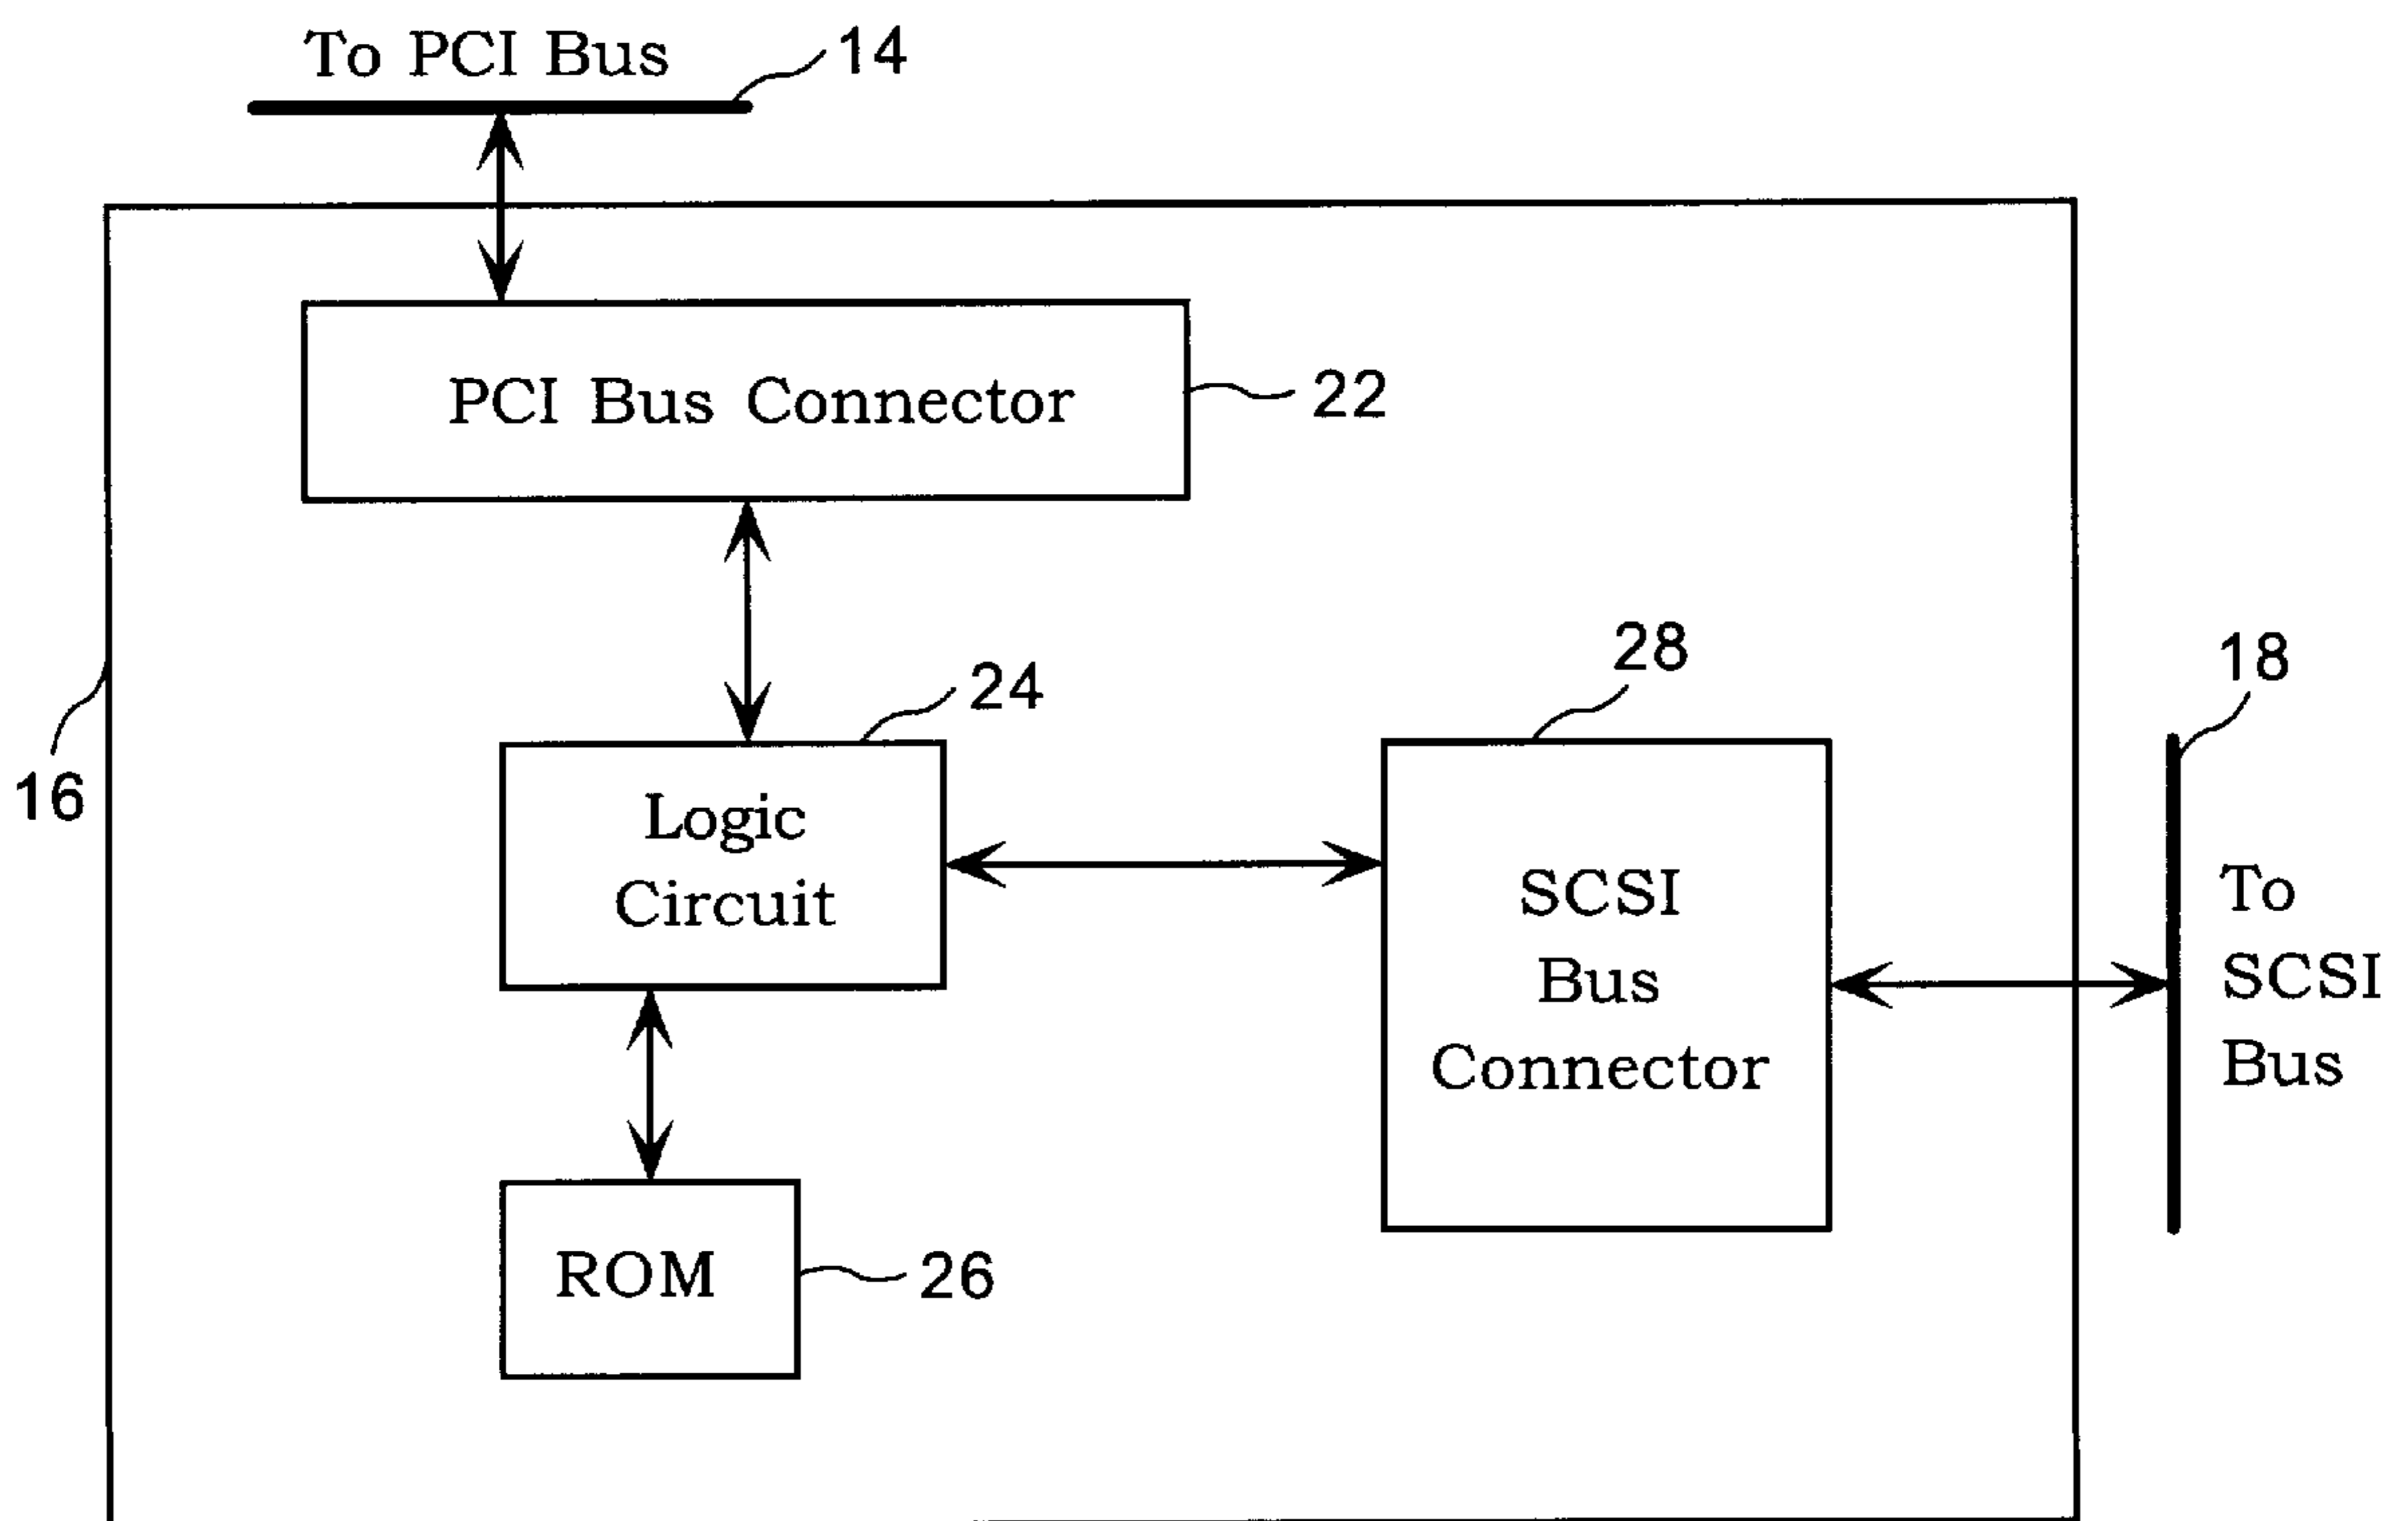 To PCI Bus
14
PCI Bus Connector
22
24
28
18
16
Logic
Circuit
SCSI
Bus
Connector
To
SCSI
Bus
ROM
26